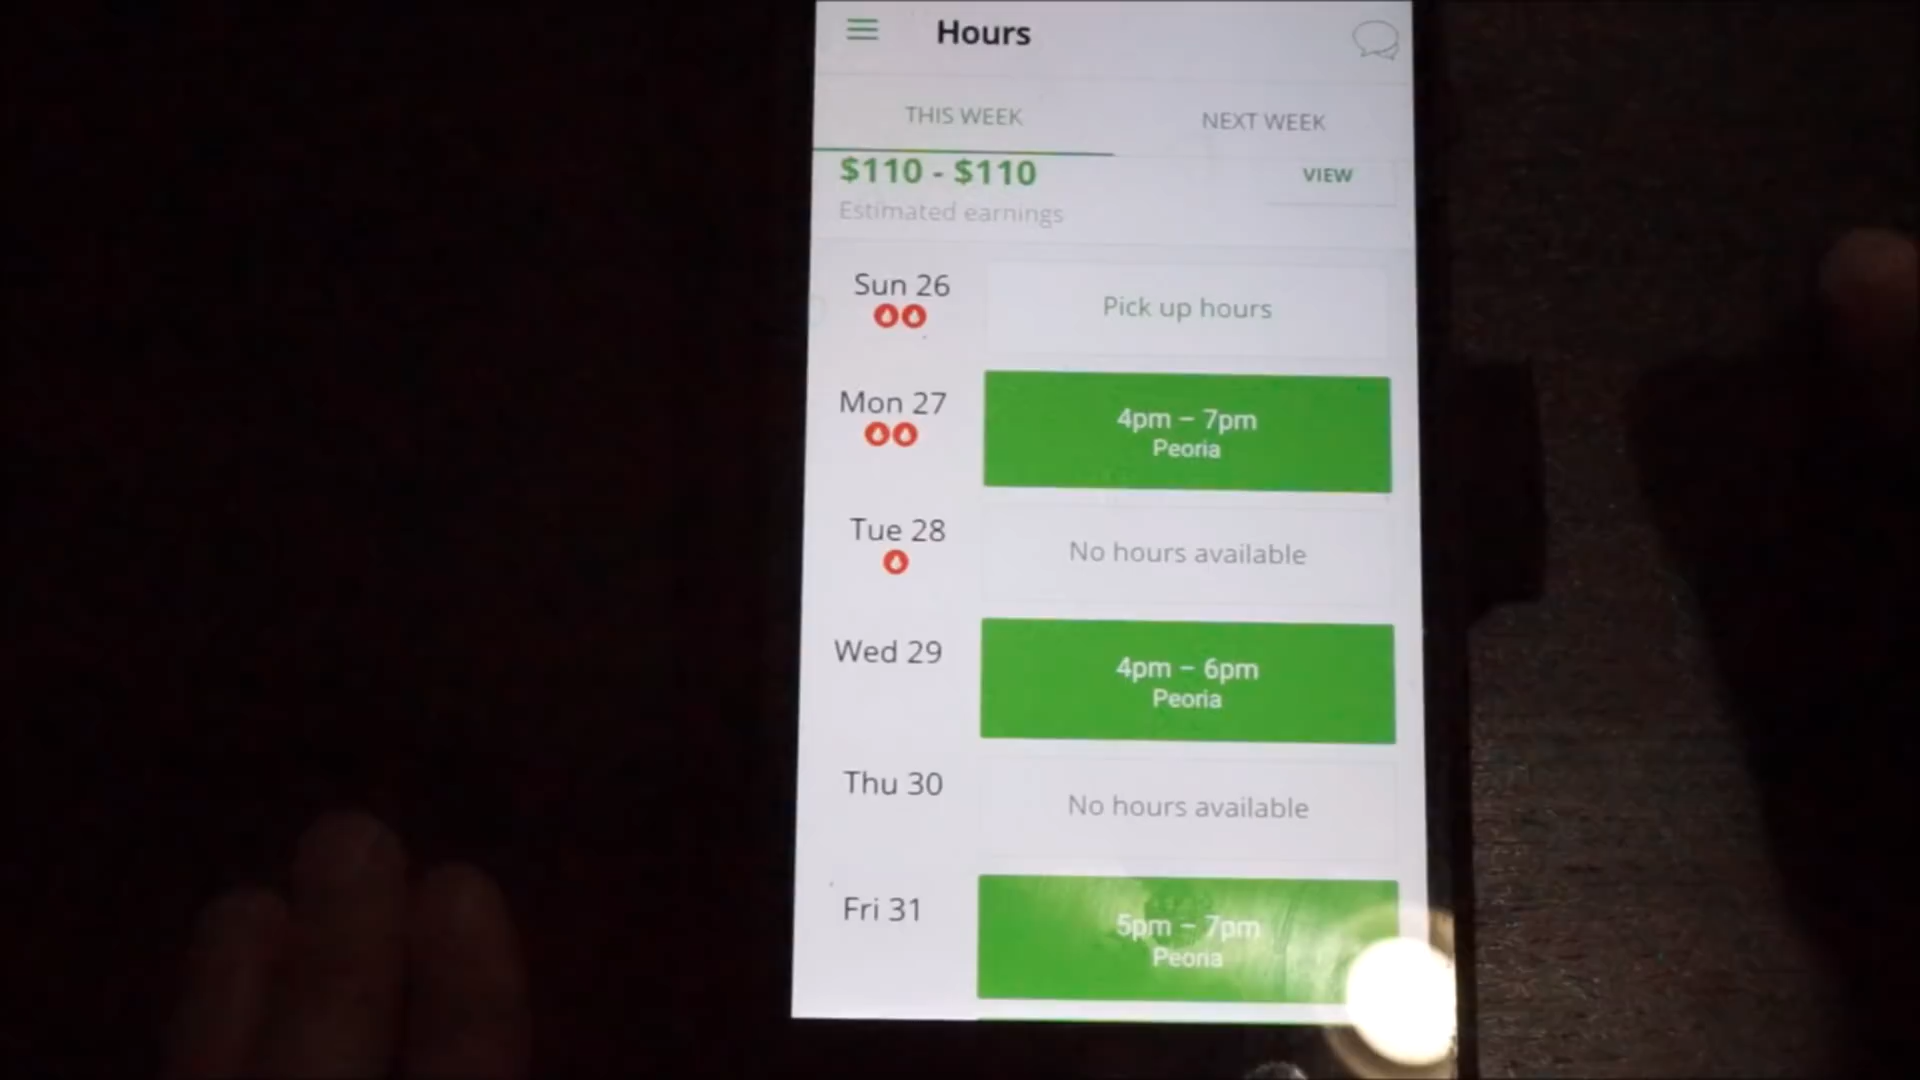 Hours
THIS WEEK
NEXT WEEK
$110 - $110
VIEW
Estimated earnings
Sun 26
Pick up hours
Mon 27
4pm – 7pm
Peoria
Tue 28
No hours available
Wed 29
4pm – 6pm
Peoria
Thu 30
No hours available
Fri 31
5pm – 7pm
Peoria